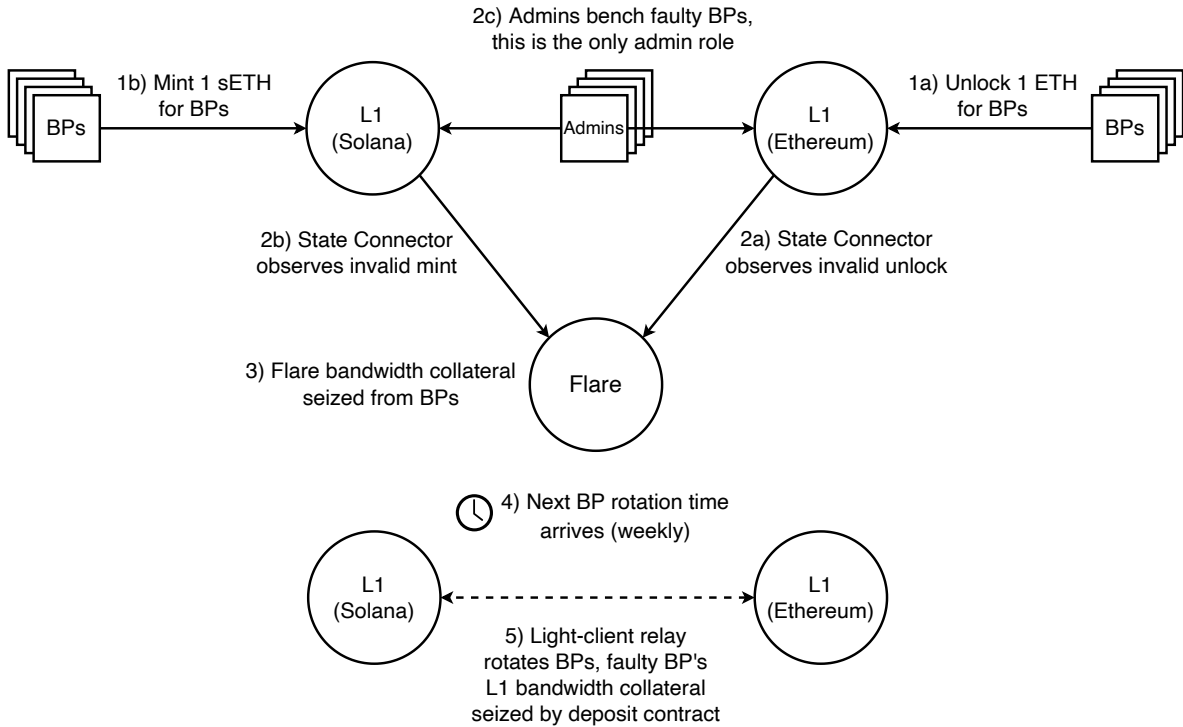 2c) Admins bench faulty BPs,
this is the only admin role
1b) Mint 1 sETH
for BPs
1a) Unlock 1 ETH
for BPs
BPs
L1
(Solana)
Admins
L1
(Ethereum)
BPs
2b) State Connector
observes invalid mint
2a) State Connector
observes invalid unlock
3) Flare bandwidth collateral
seized from BPs
Flare
4) Next BP rotation time
arrives (weekly)
L1
(Solana)
L1
(Ethereum)
5) Light-client relay
rotates BPs, faulty BP's
L1 bandwidth collateral
seized by deposit contract